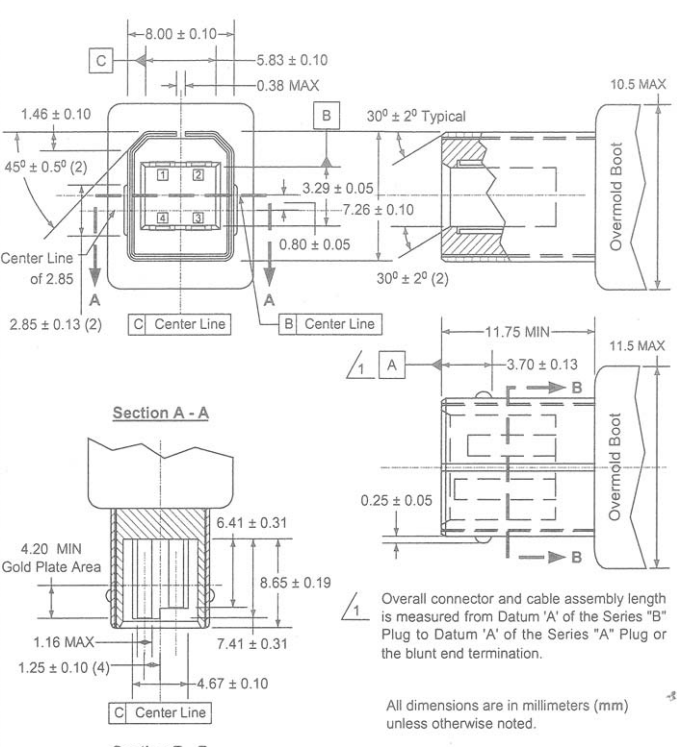 8.00 ± 0.10
C
5.83 ± 0.10
0.38 MAX
1.46 ± 0.10
B
30⁰ ± 2⁰ Typical
10.5 MAX
45⁰ ± 0.5⁰ (2)
1
2
3.29 ± 0.05
7.26 ± 0.10
4
3
0.80 ± 0.05
Overmold Boot
Center Line
of 2.85
A
A
30⁰ ± 2⁰ (2)
2.85 ± 0.13 (2)
C Center Line
B Center Line
11.75 MIN
11.5 MAX
1
A
3.70 ± 0.13
B
Section A - A
Overmold Boot
0.25 ± 0.05
6.41 ± 0.31
4.20 MIN
Gold Plate Area
B
8.65 ± 0.19
1
Overall connector and cable assembly length
is measured from Datum 'A' of the Series "B"
Plug to Datum 'A' of the Series "A" Plug or
the blunt end termination.
1.16 MAX
7.41 ± 0.31
1.25 ± 0.10 (4)
4.67 ± 0.10
C Center Line
All dimensions are in millimeters (mm)
unless otherwise noted.